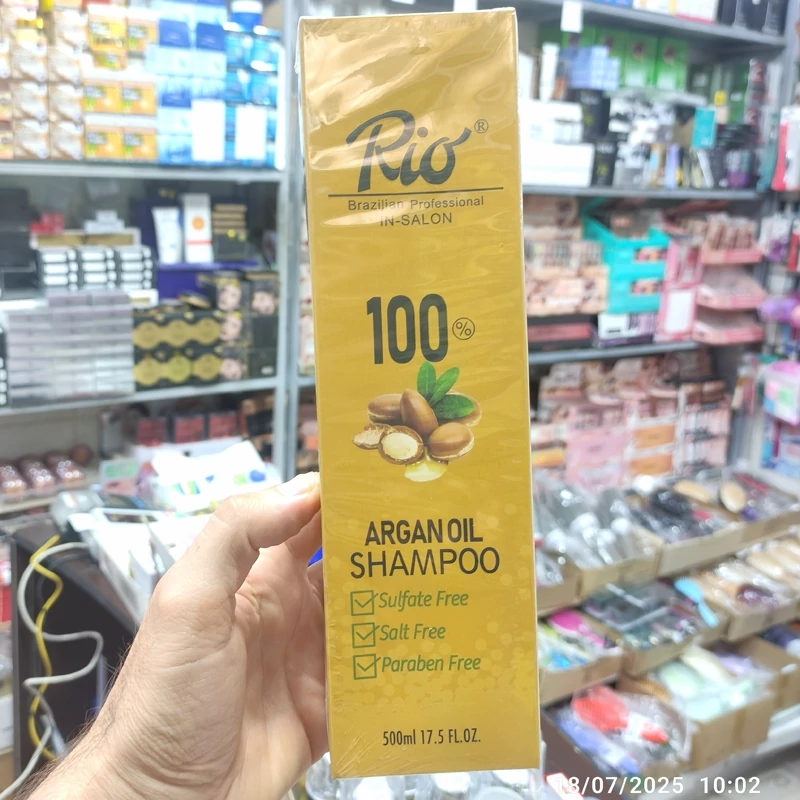 Rio®
Brazilian Professional
IN-SALON
100%
ARGAN OIL
SHAMPOO
Sulfate Free
Salt Free
Paraben Free
500ml 17.5 FL.OZ.
18/07/2025 10:02